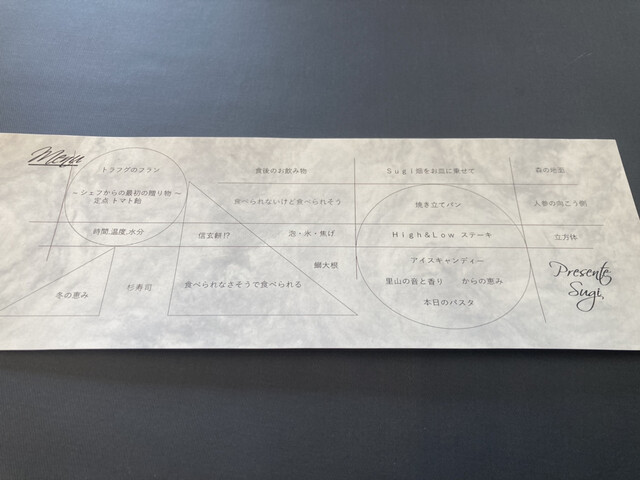 Menu
トラフグのフラン
食後のお飲み物
Sugi畑をお皿に乗せて
森の地面
~シェフからの最初の贈り物~
定点 トマト飴
食べられないけど食べられそう
焼き立てパン
人参の向こう側
時間,温度,水分
信玄餅!?
泡・氷・焦げ
High&Low ステーキ
立方体
鰤大根
アイスキャンディー
冬の恵み
杉寿司
食べられなさそうで食べられる
里山の音と香り
からの恵み
本日のパスタ
Presente
Sugi.